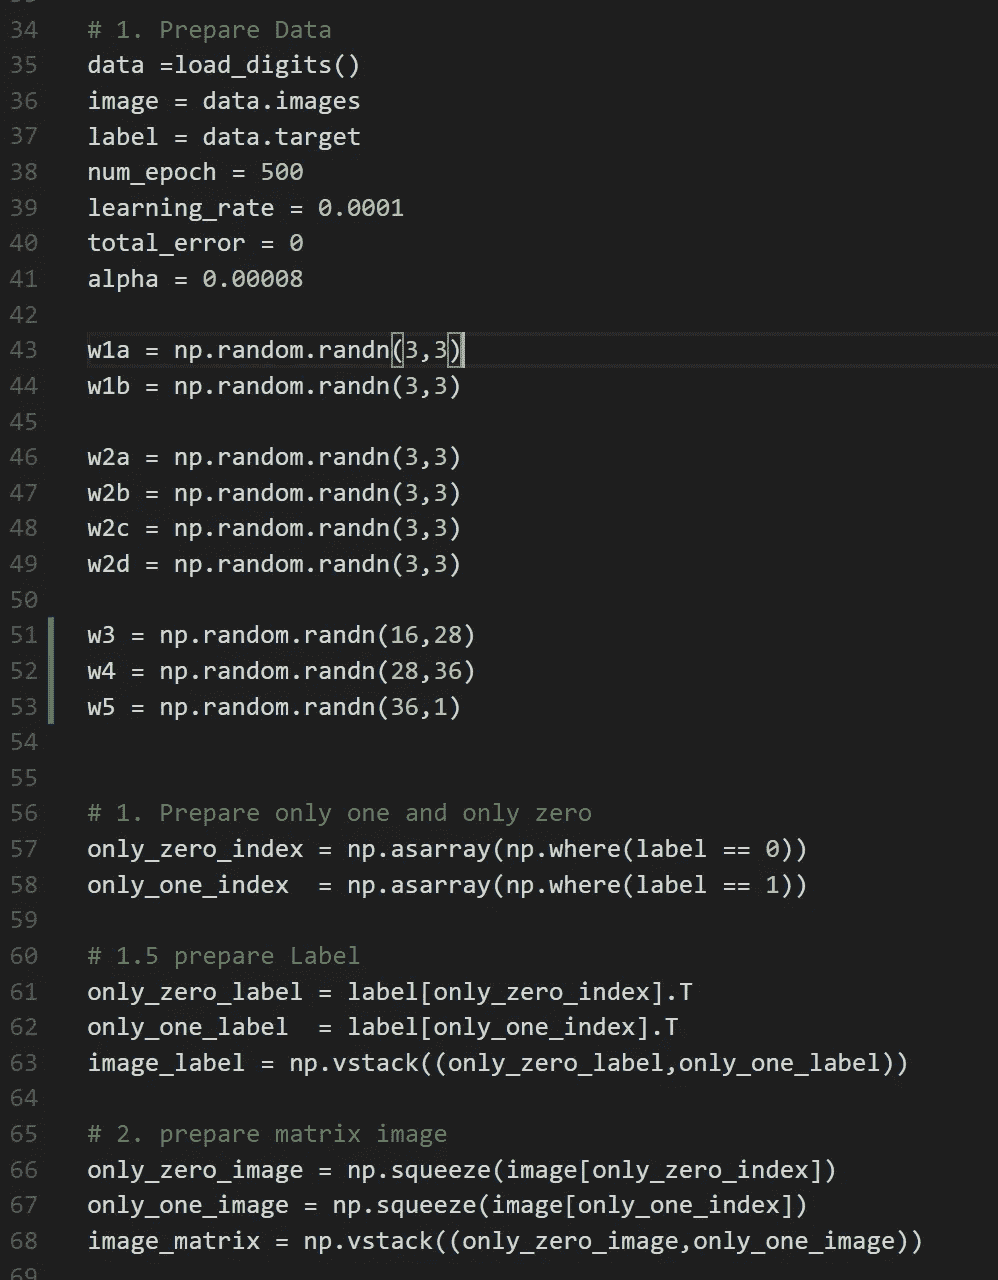 34 # 1. Prepare Data
35 data =load_digits()
36 image = data.images
37 label = data.target
38 num_epoch = 500
39 learning_rate = 0.0001
40 total_error = 0
41 alpha = 0.00008
42
43 w1a = np.random.randn(3,3)
44 w1b = np.random.randn(3,3)
45
46 w2a = np.random.randn(3,3)
47 w2b = np.random.randn(3,3)
48 w2c = np.random.randn(3,3)
49 w2d = np.random.randn(3,3)
50
51 w3 = np.random.randn(16,28)
52 w4 = np.random.randn(28,36)
53 w5 = np.random.randn(36,1)
54
55
56 # 1. Prepare only one and only zero
57 only_zero_index = np.asarray(np.where(label == 0))
58 only_one_index  = np.asarray(np.where(label == 1))
59
60 # 1.5 prepare Label
61 only_zero_label = label[only_zero_index].T
62 only_one_label  = label[only_one_index].T
63 image_label = np.vstack((only_zero_label,only_one_label))
64
65 # 2. prepare matrix image
66 only_zero_image = np.squeeze(image[only_zero_index])
67 only_one_image = np.squeeze(image[only_one_index])
68 image_matrix = np.vstack((only_zero_image,only_one_image))
69